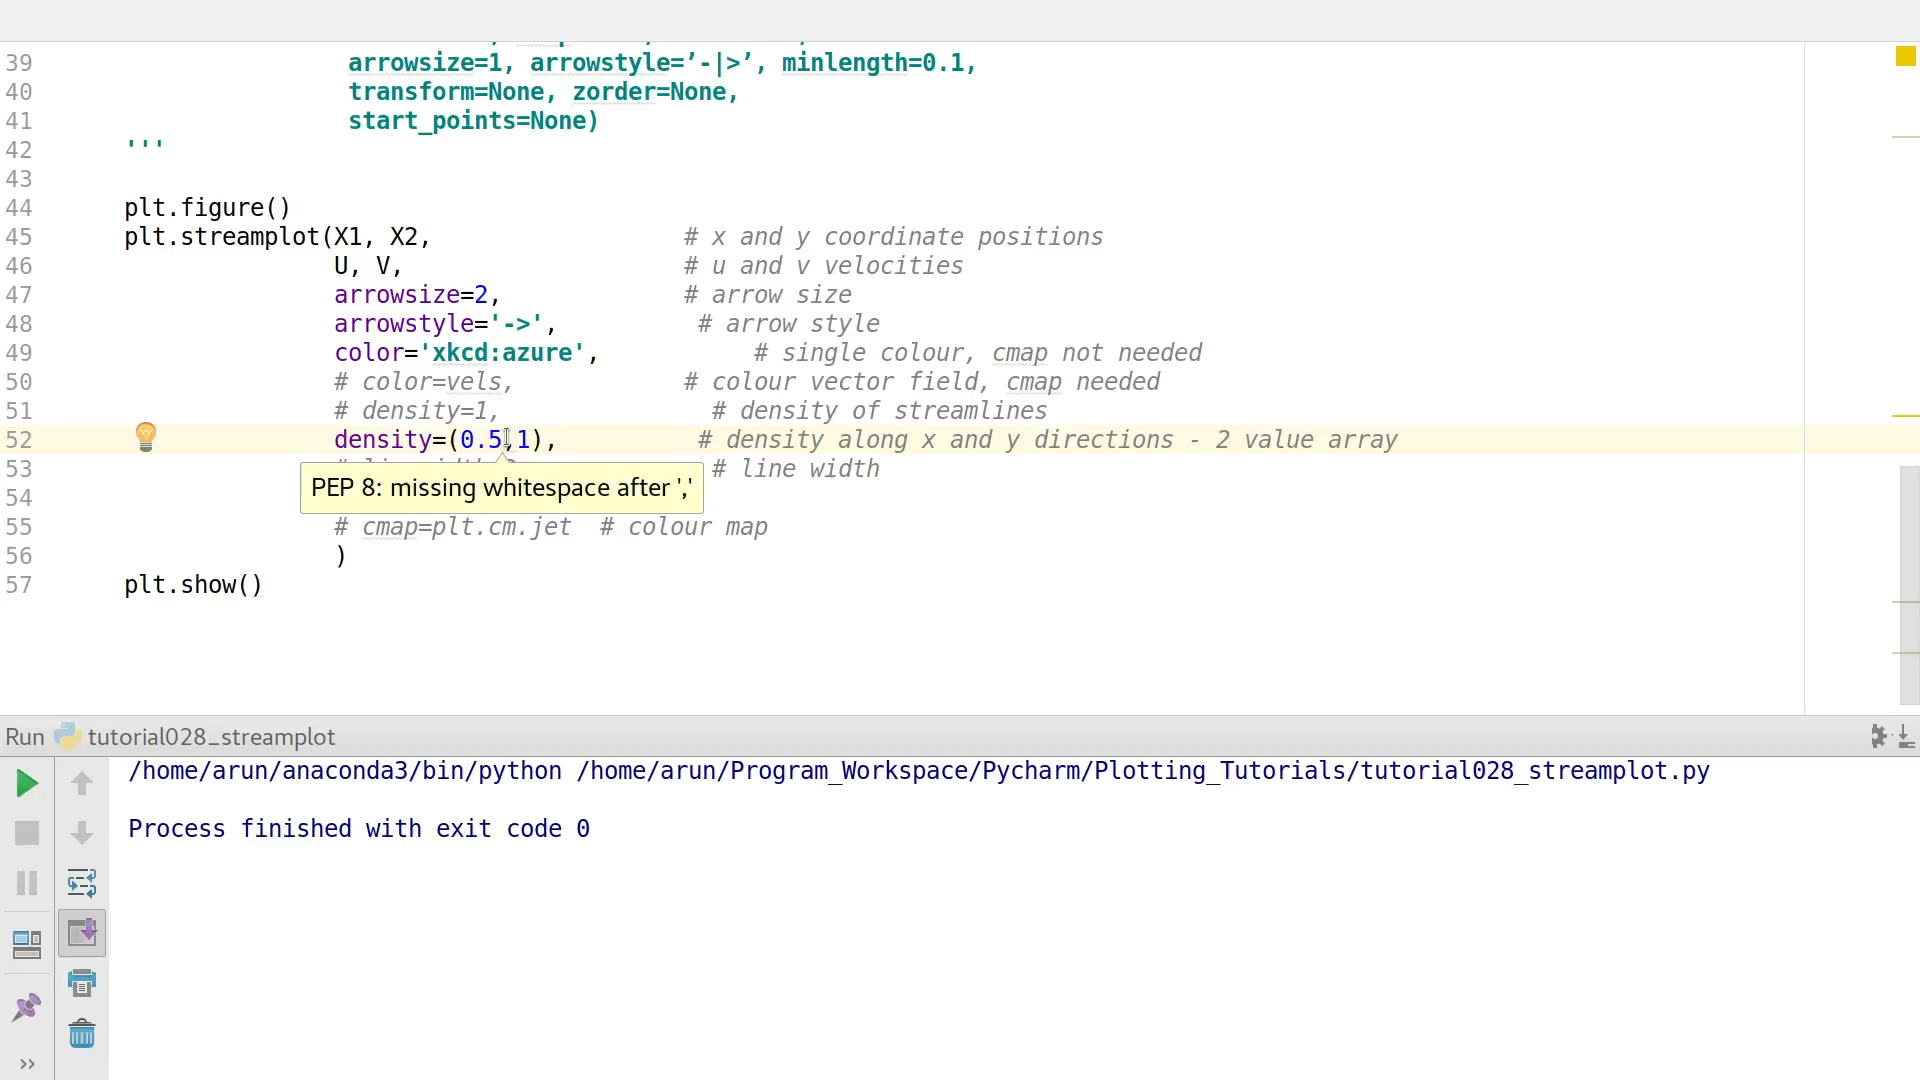 39 arrowsize=1, arrowstyle=’-|>’, minlength=0.1,
40 transform=None, zorder=None,
41 start_points=None)
42 '''
43
44 plt.figure()
45 plt.streamplot(X1, X2, # x and y coordinate positions
46 U, V, # u and v velocities
47 arrowsize=2, # arrow size
48 arrowstyle='->', # arrow style
49 color='xkcd:azure', # single colour, cmap not needed
50 # color=vels, # colour vector field, cmap needed
51 # density=1, # density of streamlines
52 density=(0.5,1), # density along x and y directions - 2 value array
53 # line width
PEP 8: missing whitespace after ','
54
55 # cmap=plt.cm.jet # colour map
56 )
57 plt.show()
Run tutorial028_streamplot
/home/arun/anaconda3/bin/python /home/arun/Program_Workspace/Pycharm/Plotting_Tutorials/tutorial028_streamplot.py
Process finished with exit code 0